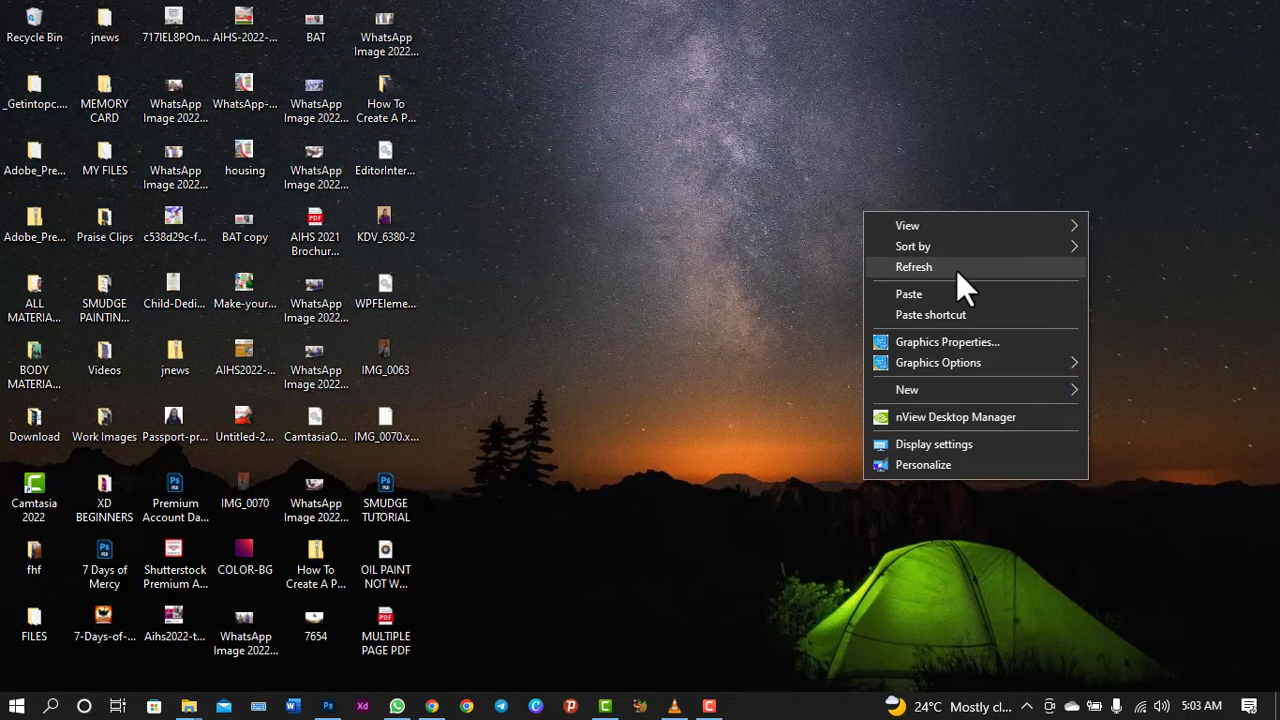 Recycle Bin
jnews
717IEL8POn...
AIHS-2022-...
BAT
WhatsApp
Image 2022...
_Getintopc....
MEMORY
CARD
WhatsApp
Image 2022...
WhatsApp-...
WhatsApp
Image 2022...
How To
Create A P...
Adobe_Pre...
MY FILES
WhatsApp
Image 2022...
housing
WhatsApp
Image 2022...
EditorInter...
Adobe_Pre...
Praise Clips
c538d29c-f...
BAT copy
AIHS 2021
Brochur...
KDV_6380-2
ALL
MATERIA...
SMUDGE
PAINTIN...
Child-Dedi...
Make-your...
WhatsApp
Image 2022...
WPFEleme...
BODY
MATERIA...
Videos
jnews
AIHS2022-...
WhatsApp
Image 2022...
IMG_0063
Download
Work Images
Passport-pr...
Untitled-2...
CamtasiaO...
IMG_0070.x...
Camtasia
2022
XD
BEGINNERS
Premium
Account Da...
IMG_0070
WhatsApp
Image 2022...
SMUDGE
TUTORIAL
fhf
7 Days of
Mercy
Shutterstock
Premium A...
COLOR-BG
How To
Create A P...
OIL PAINT
NOT W...
FILES
7-Days-of-...
Aihs2022-t...
WhatsApp
Image 2022...
7654
MULTIPLE
PAGE PDF
View
Sort by
Refresh
Paste
Paste shortcut
Graphics Properties...
Graphics Options
New
nView Desktop Manager
Display settings
Personalize
24°C Mostly cl...
5:03 AM